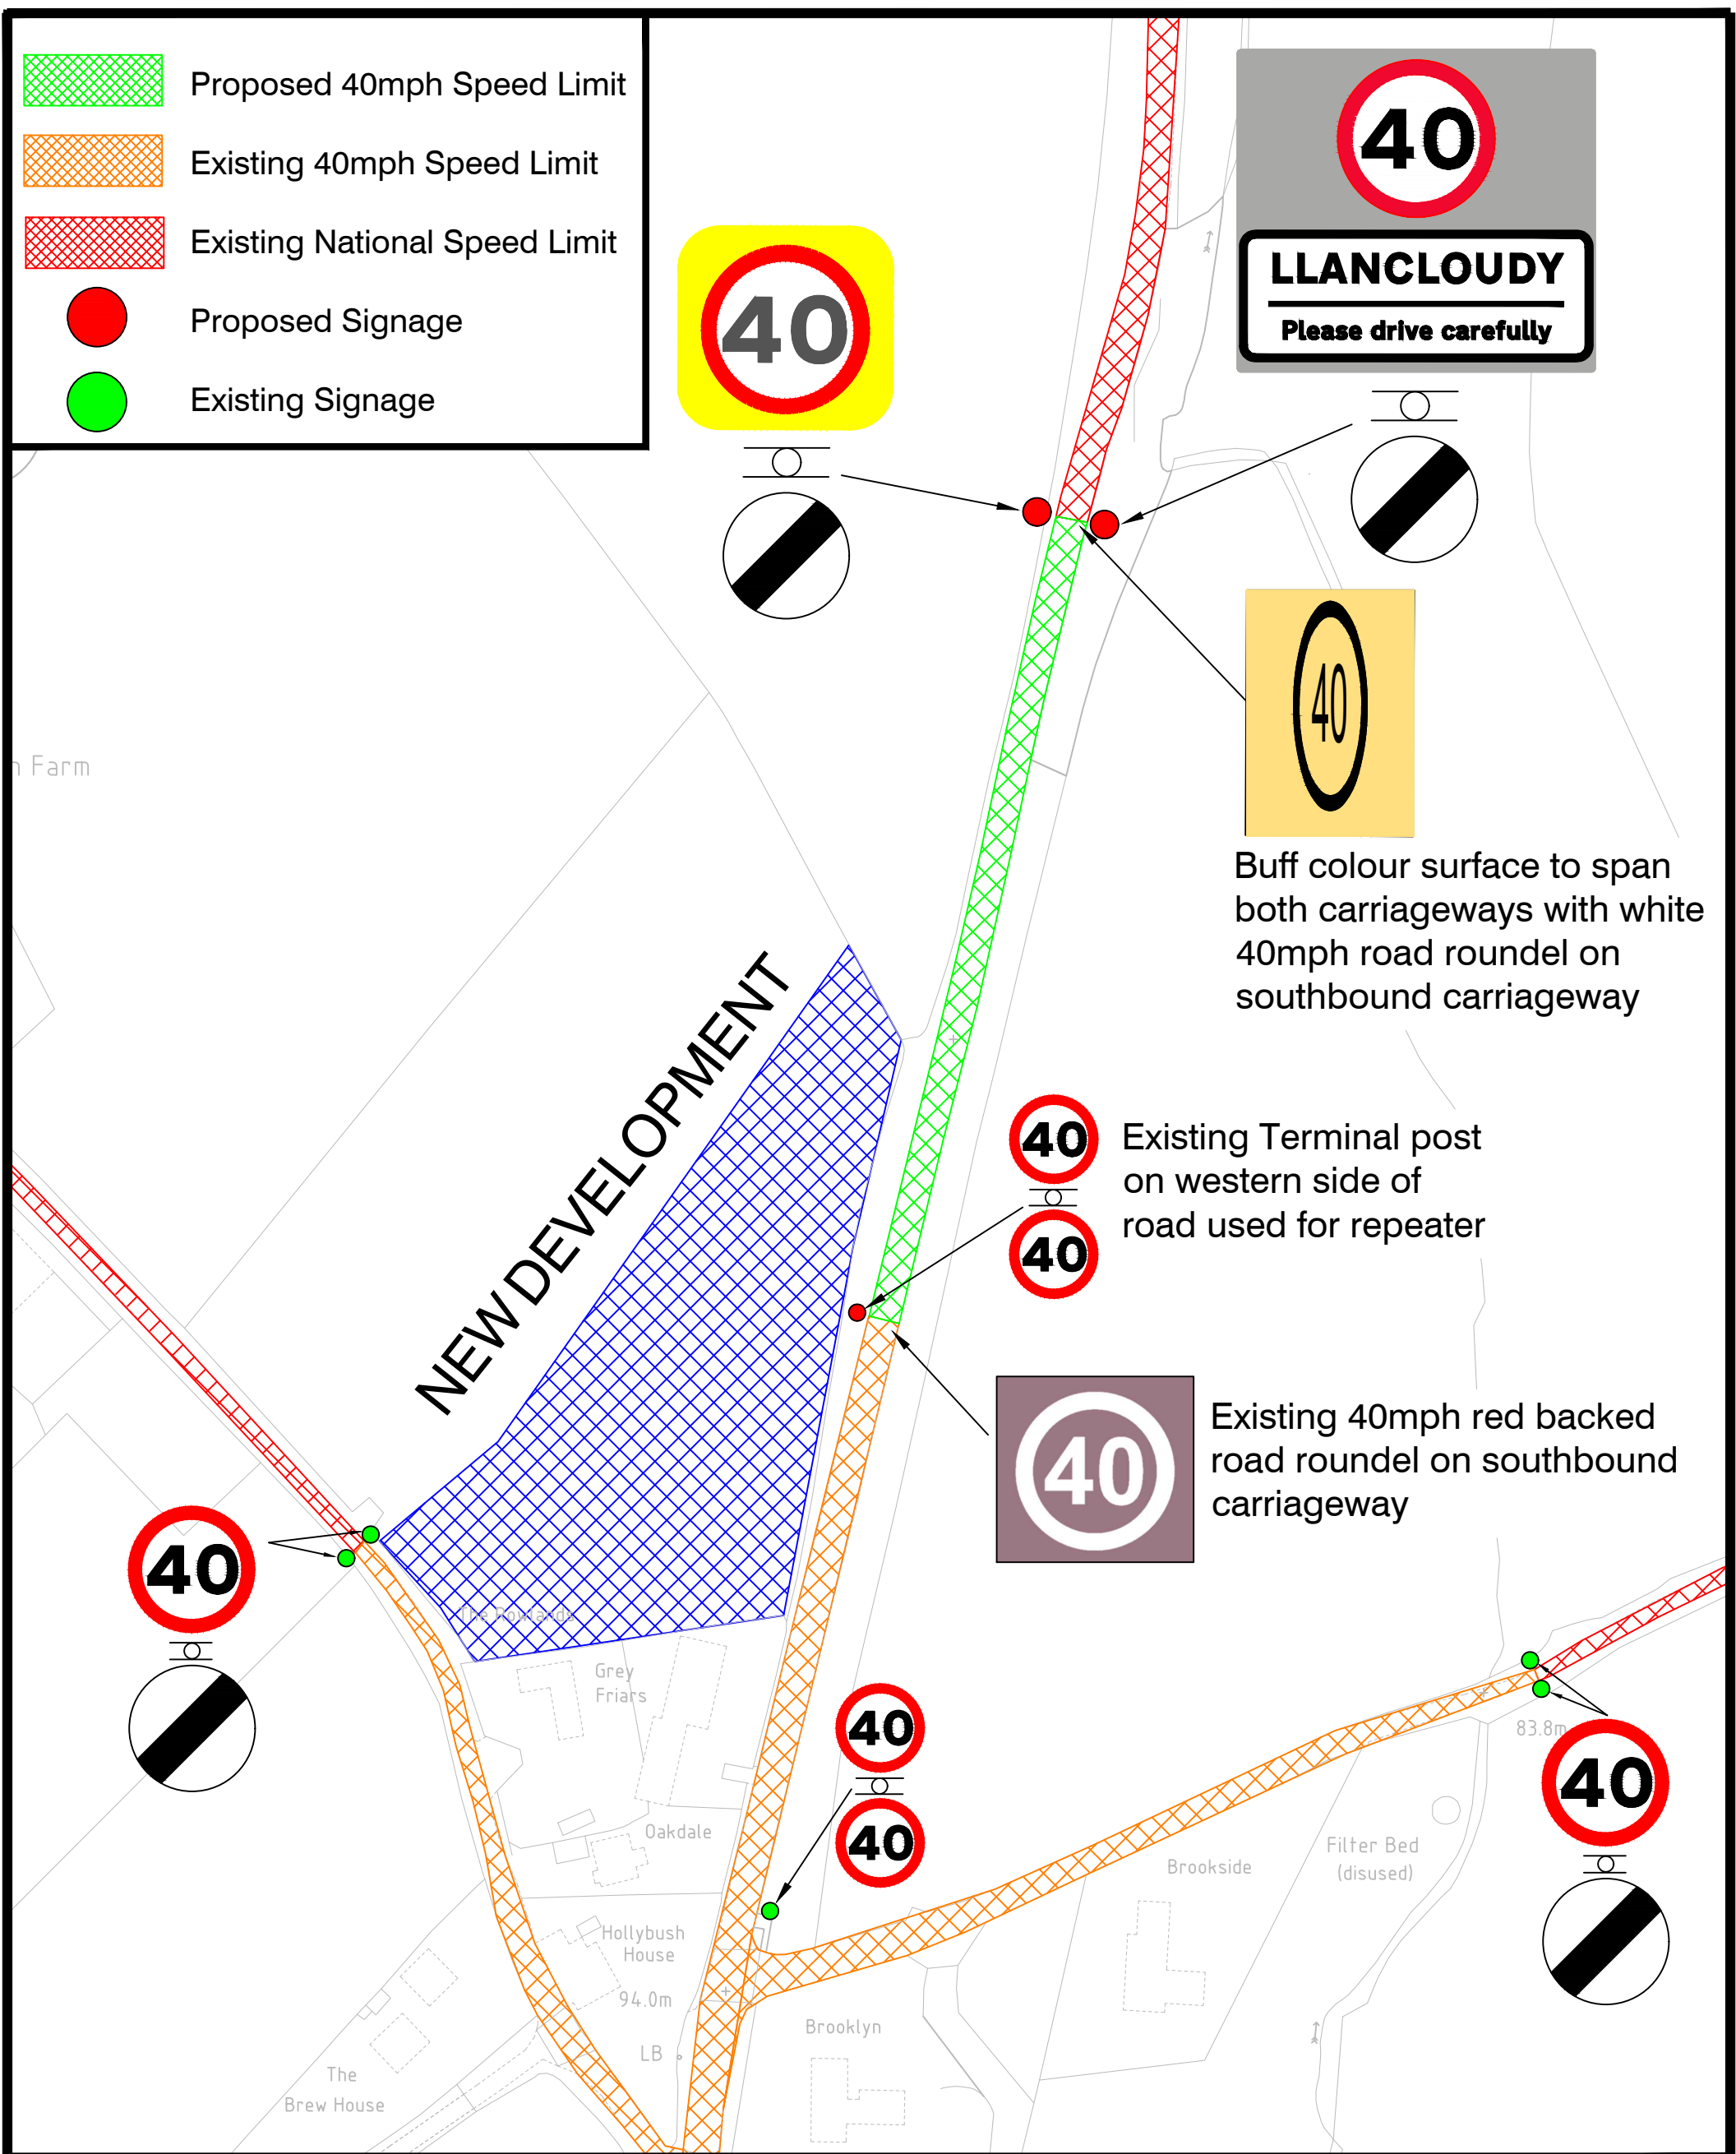 Proposed 40mph Speed Limit
Existing 40mph Speed Limit
Existing National Speed Limit
Proposed Signage
Existing Signage
40
40
LLANCLOUDY
Please drive carefully
40
Buff colour surface to span
both carriageways with white
40mph road roundel on
southbound carriageway
Farm
NEW DEVELOPMENT
40
40
Existing Terminal post
on western side of
road used for repeater
40
Existing 40mph red backed
road roundel on southbound
carriageway
40
The Rowlands
Grey
Friars
40
40
Oakdale
83.8m
40
Filter Bed
(disused)
Brookside
Hollybush
House
94.0m
Brooklyn
LB
The
Brew House